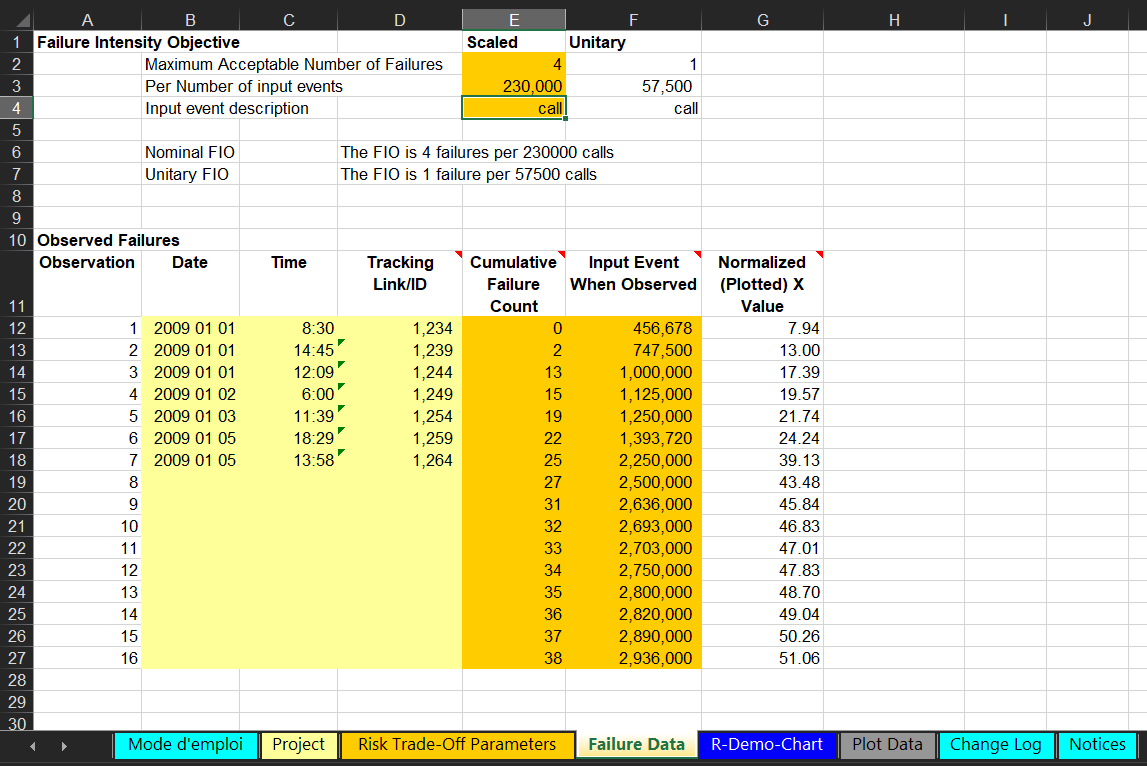 A B C D E F G H I J
1 Failure Intensity Objective Scaled Unitary
2 Maximum Acceptable Number of Failures 4 1
3 Per Number of input events 230,000 57,500
4 Input event description call call
5
6 Nominal FIO The FIO is 4 failures per 230000 calls
7 Unitary FIO The FIO is 1 failure per 57500 calls
8
9
10 Observed Failures
Observation Date Time Tracking Cumulative Input Event Normalized
Link/ID Failure When Observed (Plotted) X
11 Count Value
12 1 2009 01 01 8:30 1,234 0 456,678 7.94
13 2 2009 01 01 14:45 1,239 2 747,500 13.00
14 3 2009 01 01 12:09 1,244 13 1,000,000 17.39
15 4 2009 01 02 6:00 1,249 15 1,125,000 19.57
16 5 2009 01 03 11:39 1,254 19 1,250,000 21.74
17 6 2009 01 05 18:29 1,259 22 1,393,720 24.24
18 7 2009 01 05 13:58 1,264 25 2,250,000 39.13
19 8 27 2,500,000 43.48
20 9 31 2,636,000 45.84
21 10 32 2,693,000 46.83
22 11 33 2,703,000 47.01
23 12 34 2,750,000 47.83
24 13 35 2,800,000 48.70
25 14 36 2,820,000 49.04
26 15 37 2,890,000 50.26
27 16 38 2,936,000 51.06
28
29
30
Mode d'emploi Project Risk Trade-Off Parameters Failure Data R-Demo-Chart Plot Data Change Log Notices